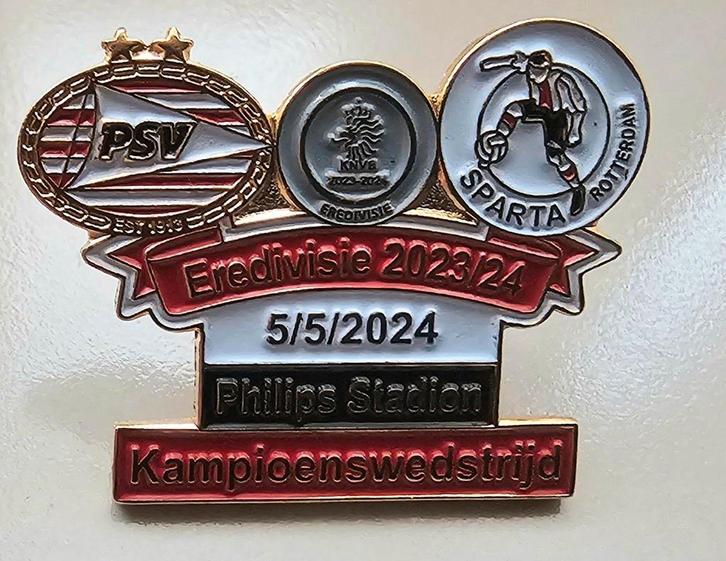 PSV
EST 1913
KNVB
2023-2024
EREDIVISIE
SPARTA
ROTTERDAM
Eredivisie 2023/24
5/5/2024
Philips Stadion
Kampioenswedstrijd